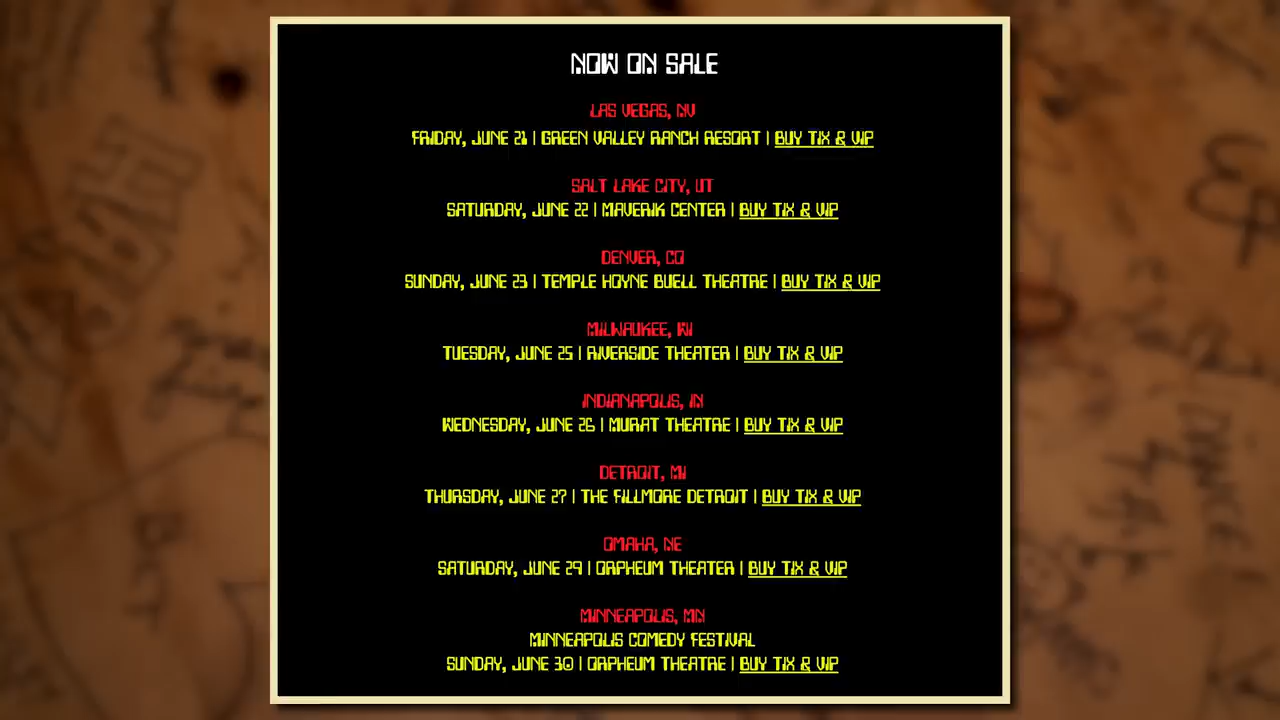 NOW ON SALE
LAS VEGAS, NV
FRIDAY, JUNE 21 | GREEN VALLEY RANCH RESORT | BUY TIX & VIP
SALT LAKE CITY, UT
SATURDAY, JUNE 22 | MAVERIK CENTER | BUY TIX & VIP
DENVER, CO
SUNDAY, JUNE 23 | TEMPLE HOYNE BUELL THEATRE | BUY TIX & VIP
MILWAUKEE, WI
TUESDAY, JUNE 25 | RIVERSIDE THEATER | BUY TIX & VIP
INDIANAPOLIS, IN
WEDNESDAY, JUNE 26 | MURAT THEATRE | BUY TIX & VIP
DETROIT, MI
THURSDAY, JUNE 27 | THE FILLMORE DETROIT | BUY TIX & VIP
OMAHA, NE
SATURDAY, JUNE 29 | ORPHEUM THEATER | BUY TIX & VIP
MINNEAPOLIS, MN
MINNEAPOLIS COMEDY FESTIVAL
SUNDAY, JUNE 30 | ORPHEUM THEATRE | BUY TIX & VIP